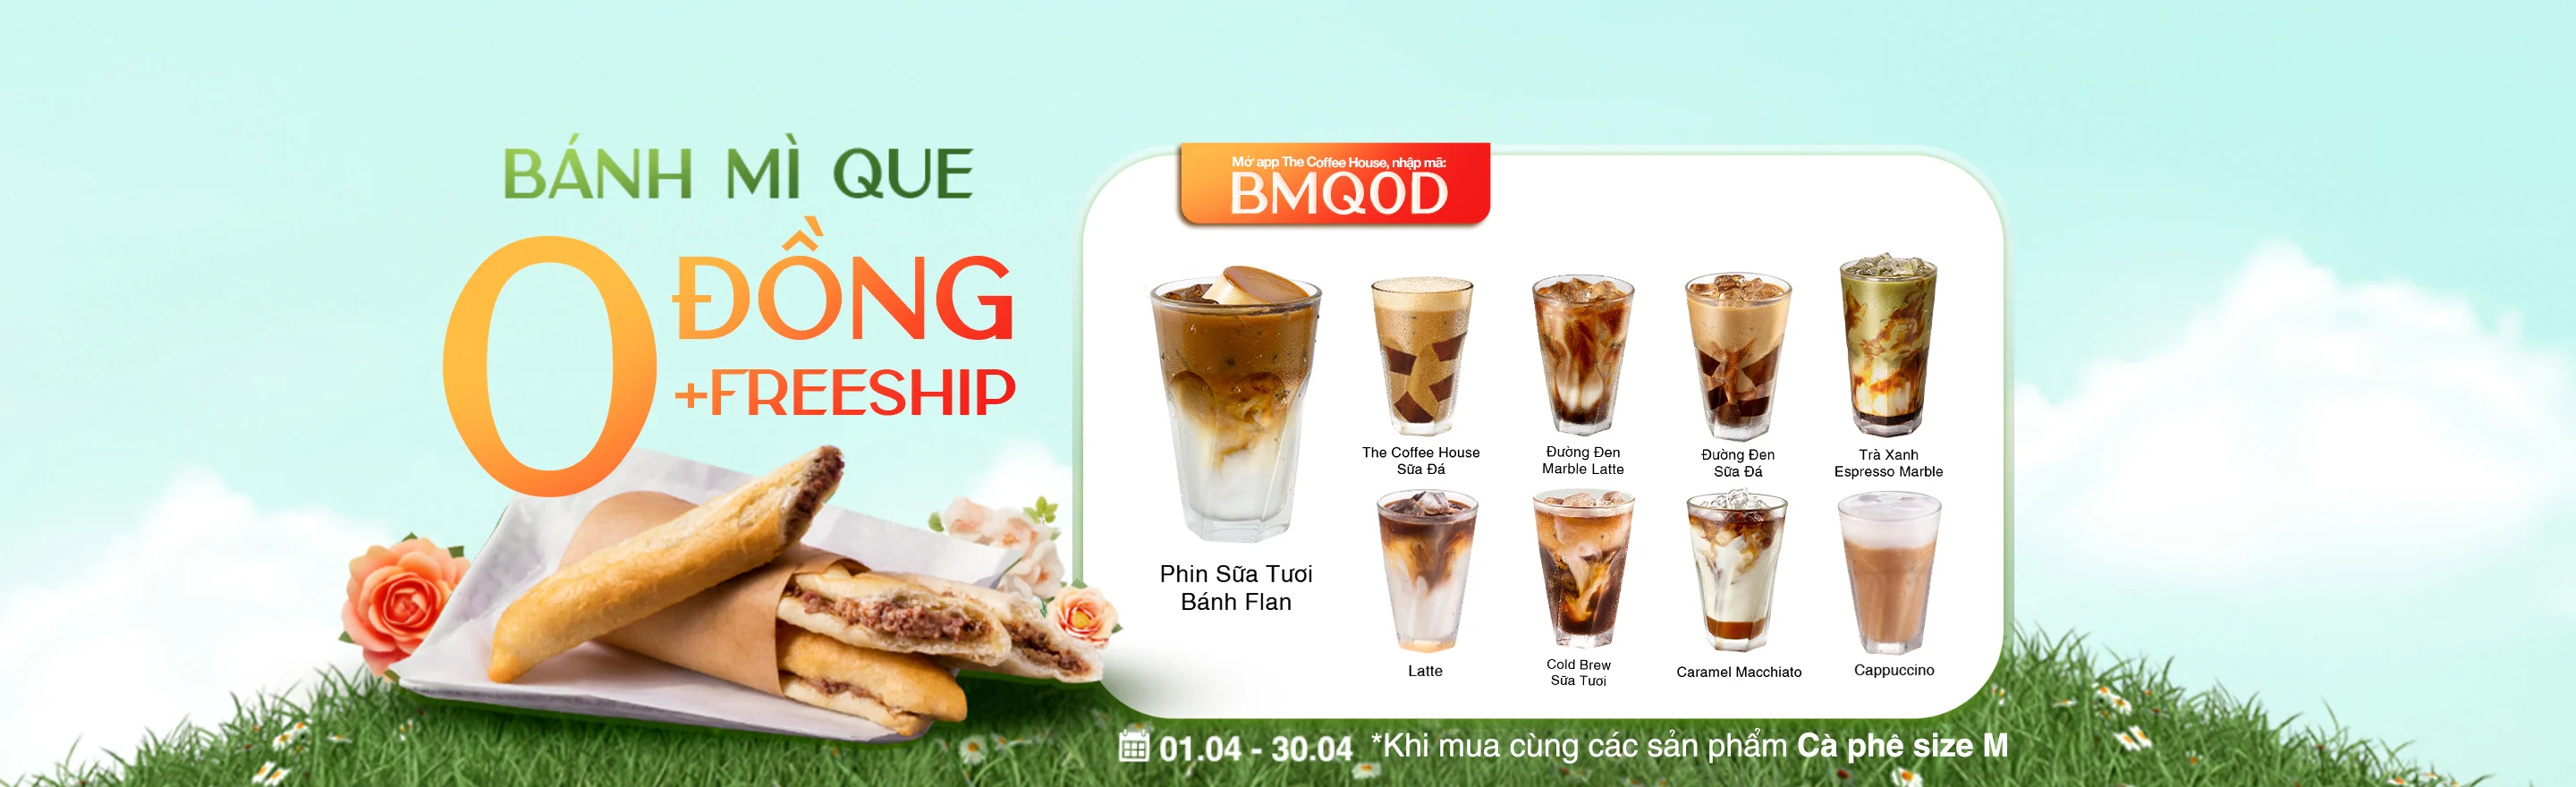 BÁNH MÌ QUE
0 ĐỒNG
+FREESHIP
Mở app The Coffee House, nhập mã:
BMQ0D
Phin Sữa Tươi
Bánh Flan
The Coffee House
Sữa Đá
Đường Đen
Marble Latte
Đường Đen
Sữa Đá
Trà Xanh
Espresso Marble
Latte
Cold Brew
Sữa Tươi
Caramel Macchiato
Cappuccino
01.04 - 30.04 *Khi mua cùng các sản phẩm Cà phê size M